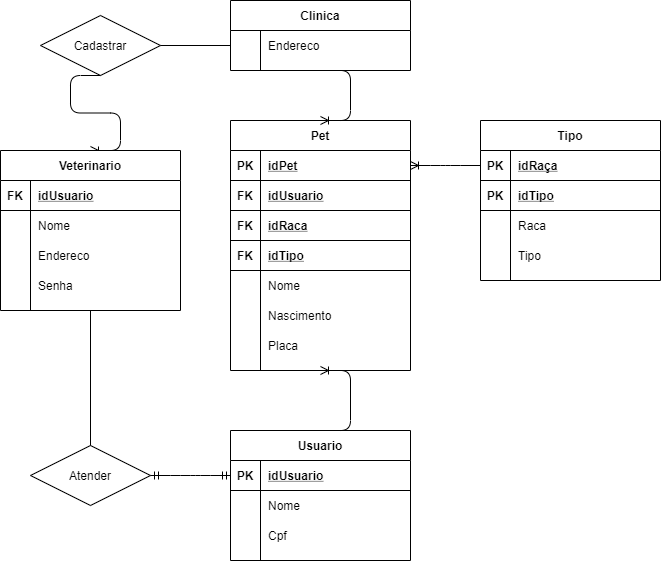 Clinica
Endereco
Cadastrar
Veterinario
FK idUsuario
Nome
Endereco
Senha
Pet
PK idPet
FK idUsuario
FK idRaca
FK idTipo
Nome
Nascimento
Placa
Tipo
PK idRaça
PK idTipo
Raca
Tipo
Atender
Usuario
PK idUsuario
Nome
Cpf